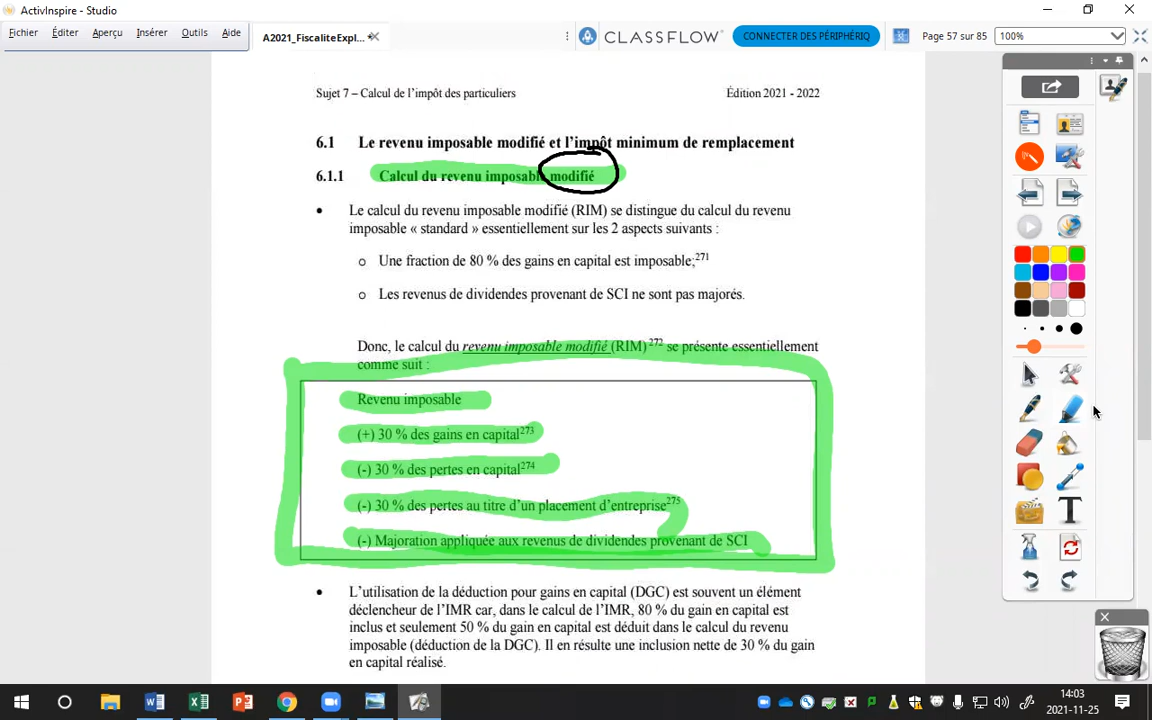 ActivInspire - Studio
Fichier Éditer Aperçu Insérer Outils Aide
A2021_FiscaliteExpl...
CLASSFLOW
CONNECTER DES PÉRIPHÉRIQ
Page 57 sur 85
100%
Sujet 7 – Calcul de l'impôt des particuliers Édition 2021 - 2022
6.1 Le revenu imposable modifié et l'impôt minimum de remplacement
6.1.1 Calcul du revenu imposable modifié
• Le calcul du revenu imposable modifié (RIM) se distingue du calcul du revenu
imposable « standard » essentiellement sur les 2 aspects suivants :
o Une fraction de 80 % des gains en capital est imposable;271
o Les revenus de dividendes provenant de SCI ne sont pas majorés.
Donc, le calcul du revenu imposable modifié (RIM)272 se présente essentiellement
comme suit :
Revenu imposable
(+) 30 % des gains en capital273
(-) 30 % des pertes en capital274
(-) 30 % des pertes au titre d'un placement d'entreprise275
(-) Majoration appliquée aux revenus de dividendes provenant de SCI
• L'utilisation de la déduction pour gains en capital (DGC) est souvent un élément
déclencheur de l'IMR car, dans le calcul de l'IMR, 80 % du gain en capital est
inclus et seulement 50 % du gain en capital est déduit dans le calcul du revenu
imposable (déduction de la DGC). Il en résulte une inclusion nette de 30 % du gain
en capital réalisé.
14:03
2021-11-25